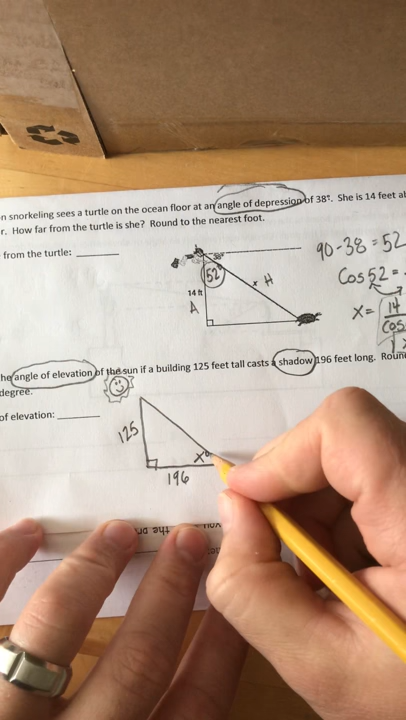 n snorkeling sees a turtle on the ocean floor at an angle of depression of 38°. She is 14 feet
r. How far from the turtle is she? Round to the nearest foot.
from the turtle:
38°
52°
14 ft
A
x H
90-38=52
Cos52=
x= 14
cos
he angle of elevation of the sun if a building 125 feet tall casts a shadow 196 feet long. Roun
degree.
of elevation:
125
x°
196